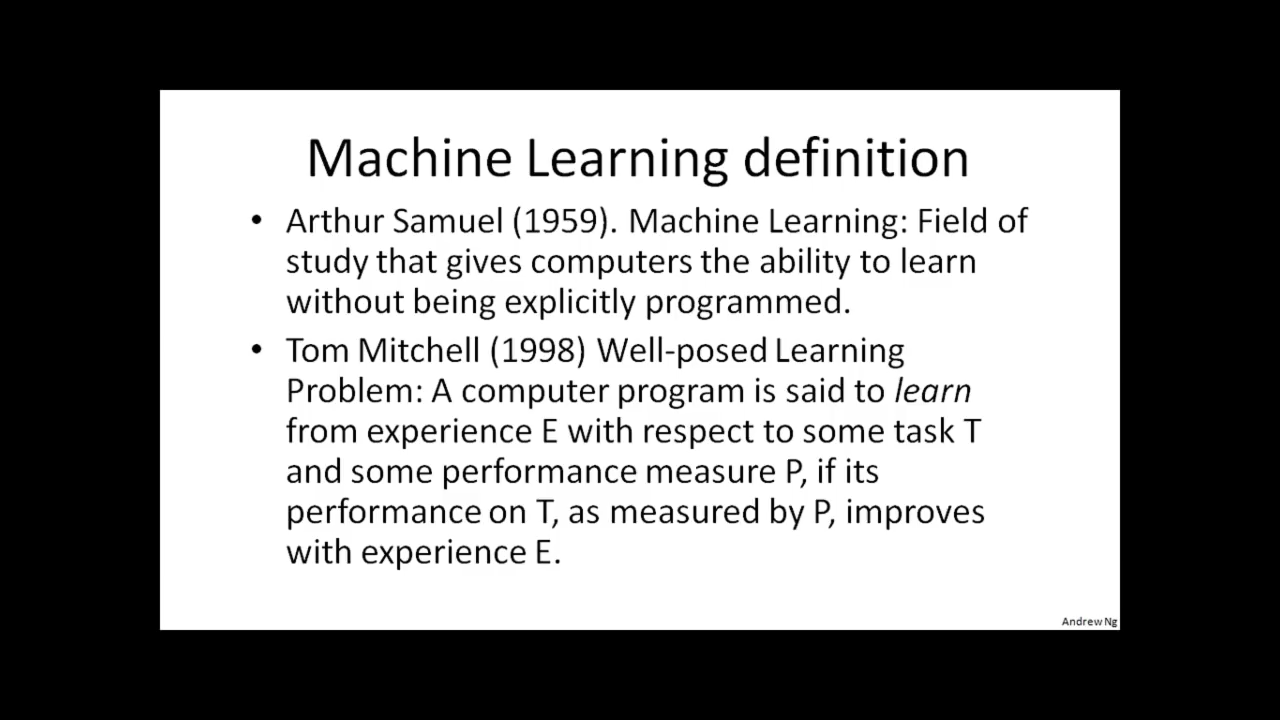 Machine Learning definition
• Arthur Samuel (1959). Machine Learning: Field of
study that gives computers the ability to learn
without being explicitly programmed.
• Tom Mitchell (1998) Well-posed Learning
Problem: A computer program is said to learn
from experience E with respect to some task T
and some performance measure P, if its
performance on T, as measured by P, improves
with experience E.
Andrew Ng